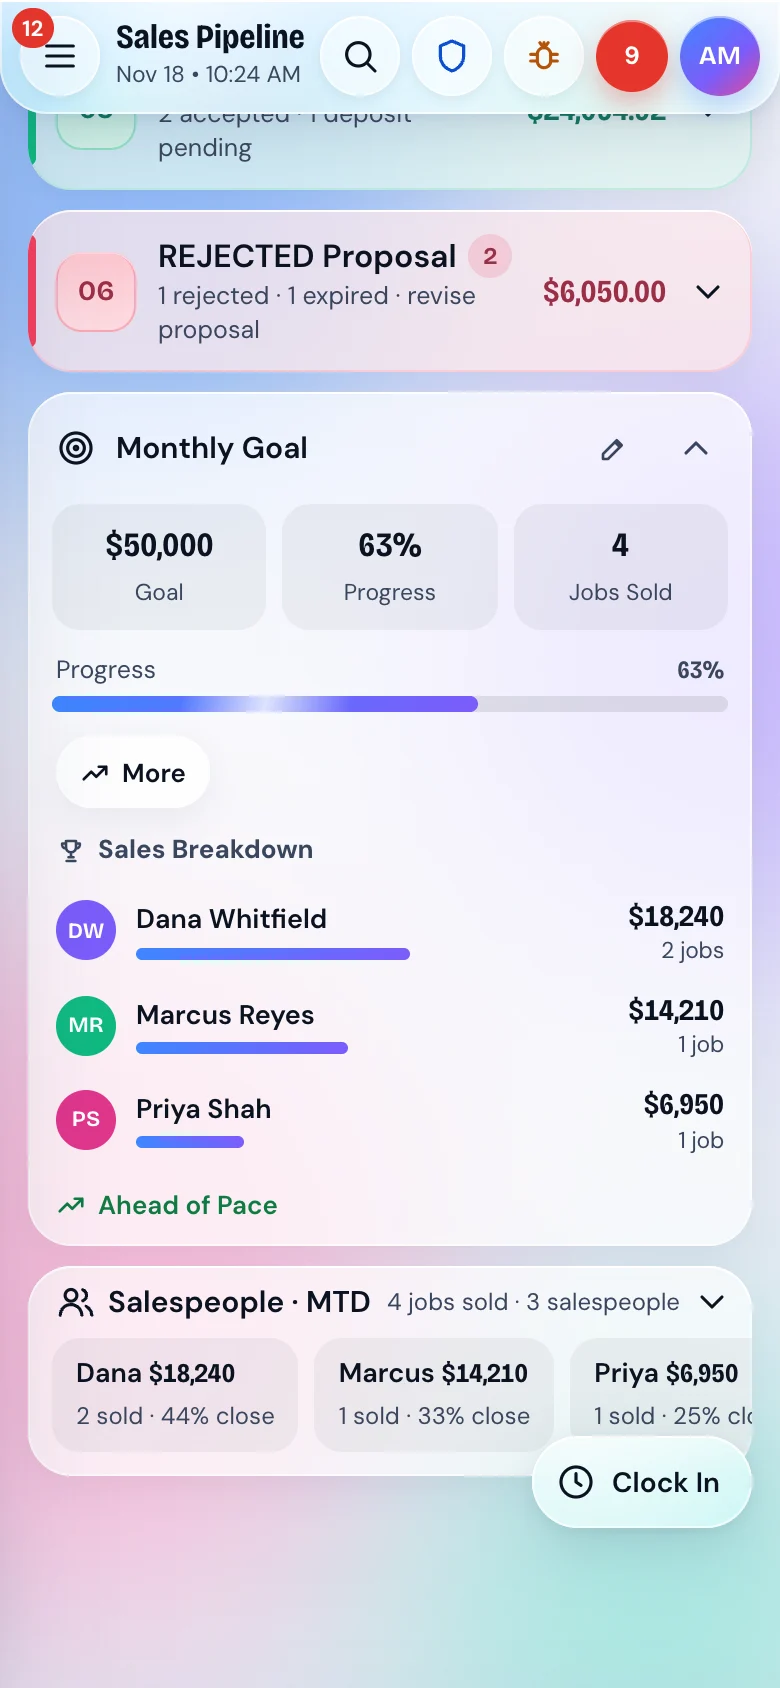 12
Sales Pipeline
Nov 18 • 10:24 AM
9
AM
2 accepted · 1 deposit
pending
06
REJECTED Proposal 2
1 rejected · 1 expired · revise
proposal
$6,050.00
Monthly Goal
$50,000
Goal
63%
Progress
4
Jobs Sold
Progress
63%
More
Sales Breakdown
DW
Dana Whitfield
$18,240
2 jobs
MR
Marcus Reyes
$14,210
1 job
PS
Priya Shah
$6,950
1 job
Ahead of Pace
Salespeople · MTD
4 jobs sold · 3 salespeople
Dana $18,240
2 sold · 44% close
Marcus $14,210
1 sold · 33% close
Priya $6,950
1 sold · 25%
Clock In